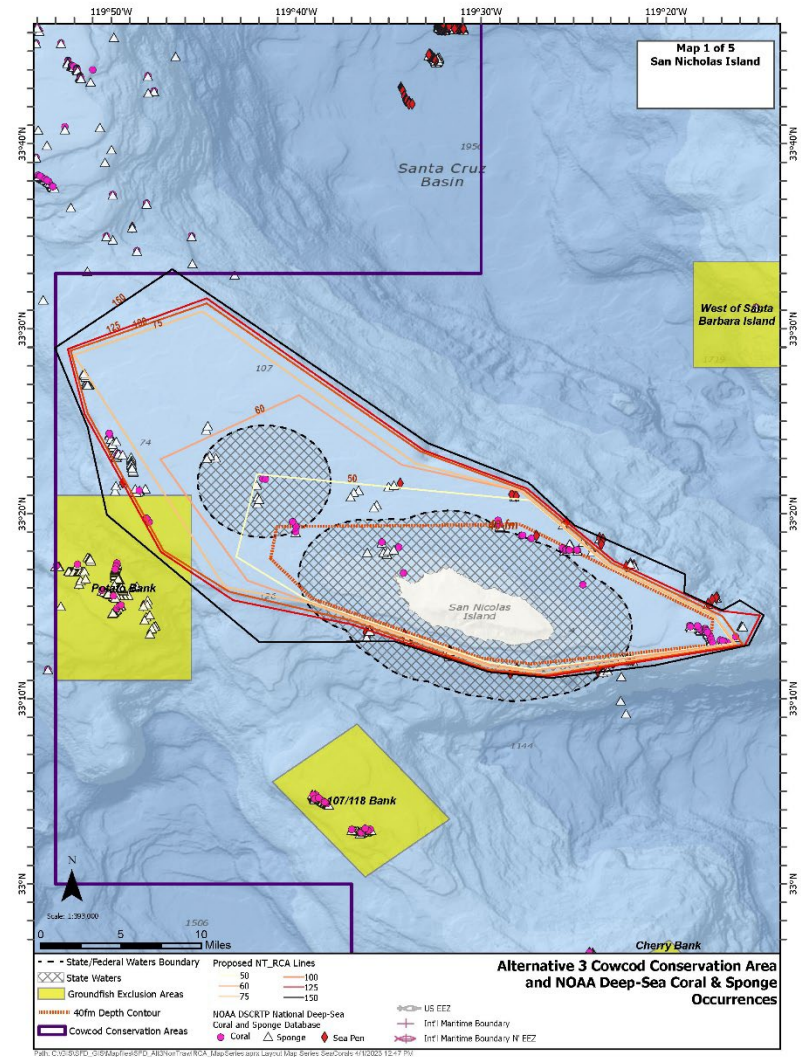 119°50'W
119°40'W
119°30'W
119°20'W
Map 1 of 5
San Nicholas Island
33°40'N
33°40'N
1950
Santa Cruz
Basin
33°30'N
33°30'N
150
125
100
75
West of Santa
Barbara Island
107
60
74
50
33°20'N
33°20'N
Potato Bank
San Nicolas
Island
33°10'N
33°10'N
1144
107/118 Bank
33°N
33°N
N
Scale: 1:393,000
1506
0
5
10
Miles
Cherry Bank
State/Federal Waters Boundary
State Waters
Groundfish Exclusion Areas
40fm Depth Contour
Cowcod Conservation Areas
Proposed NT_RCA Lines
50
60
75
100
125
150
NOAA DSCRTP National Deep-Sea
Coral and Sponge Database
Coral
Sponge
Sea Pen
US EEZ
Int'l Maritime Boundary
Int'l Maritime Boundary N' EEZ
Alternative 3 Cowcod Conservation Area
and NOAA Deep-Sea Coral & Sponge
Occurrences